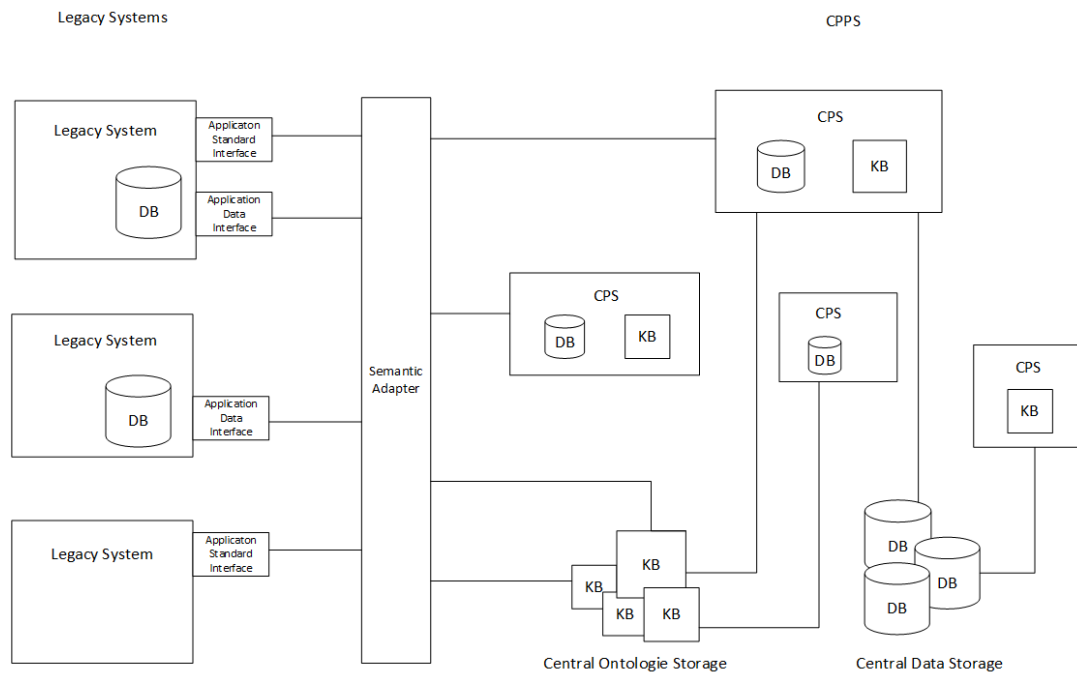 Legacy Systems
CPPS
Legacy System
DB
Applicaton
Standard
Interface
Application
Data
Interface
CPS
DB
KB
CPS
DB
KB
CPS
DB
CPS
KB
Legacy System
DB
Application
Data
Interface
Semantic
Adapter
Legacy System
Applicaton
Standard
Interface
KB
KB
KB
KB
DB
DB
DB
Central Ontologie Storage
Central Data Storage